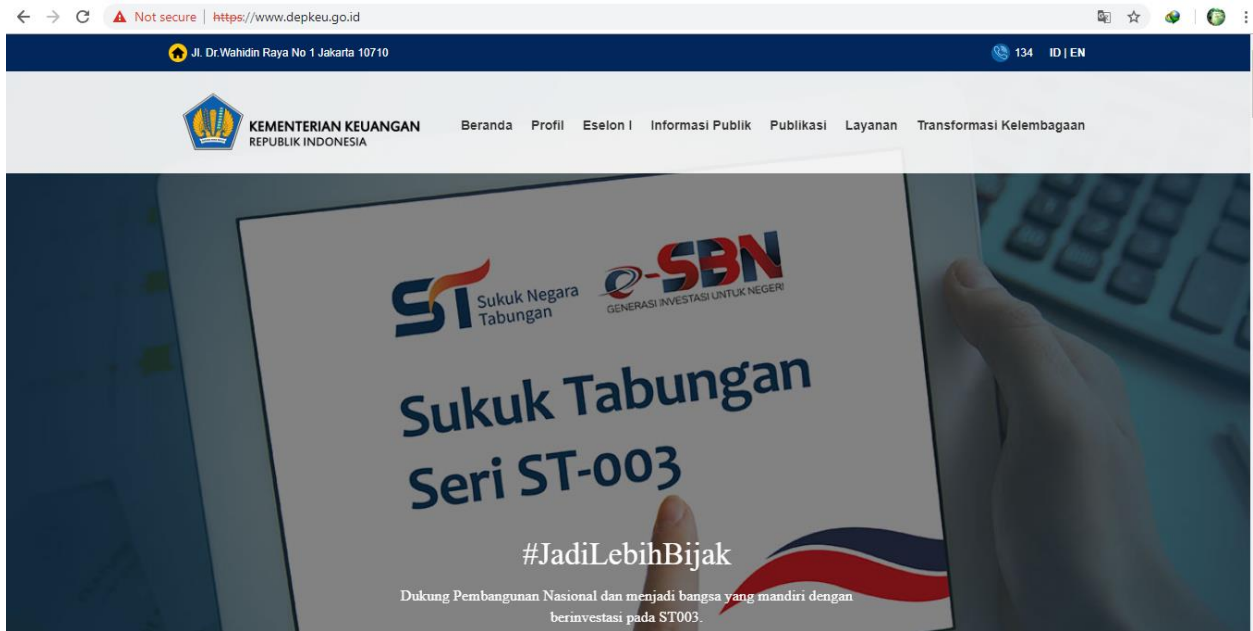 Not secure | https://www.depkeu.go.id
Jl. Dr.Wahidin Raya No 1 Jakarta 10710
134 ID | EN
KEMENTERIAN KEUANGAN
REPUBLIK INDONESIA
Beranda Profil Eselon I Informasi Publik Publikasi Layanan Transformasi Kelembagaan
ST Sukuk Negara
Tabungan
e-SBN
GENERASI INVESTASI UNTUK NEGERI
Sukuk Tabungan
Seri ST-003
#JadiLebihBijak
Dukung Pembangunan Nasional dan menjadi bangsa yang mandiri dengan
berinvestasi pada ST003.